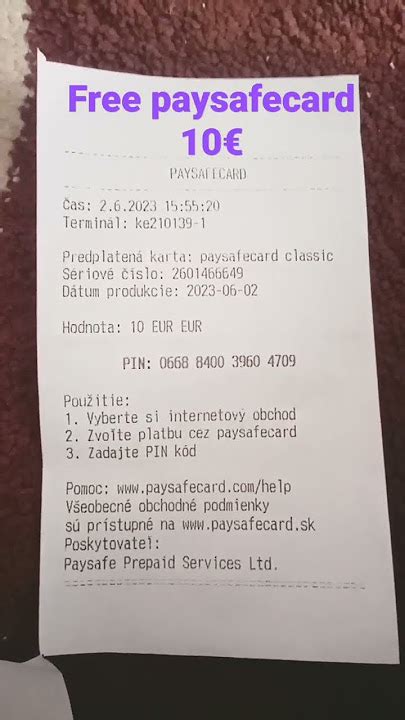 Free paysafecard
10€
PAYSAFECARD
Čas: 2.6.2023 15:55:20
Terminál: ke210139-1
Predplatená karta: paysafecard classic
Sériové číslo: 2601466649
Dátum produkcie: 2023-06-02
Hodnota: 10 EUR EUR
PIN: 0668 8400 3960 4709
Použitie:
1. Vyberte si internetový obchod
2. Zvoľte platbu cez paysafecard
3. Zadajte PIN kód
Pomoc: www.paysafecard.com/help
Všeobecné obchodné podmienky
sú prístupné na www.paysafecard.sk
Poskytovateľ:
Paysafe Prepaid Services Ltd.